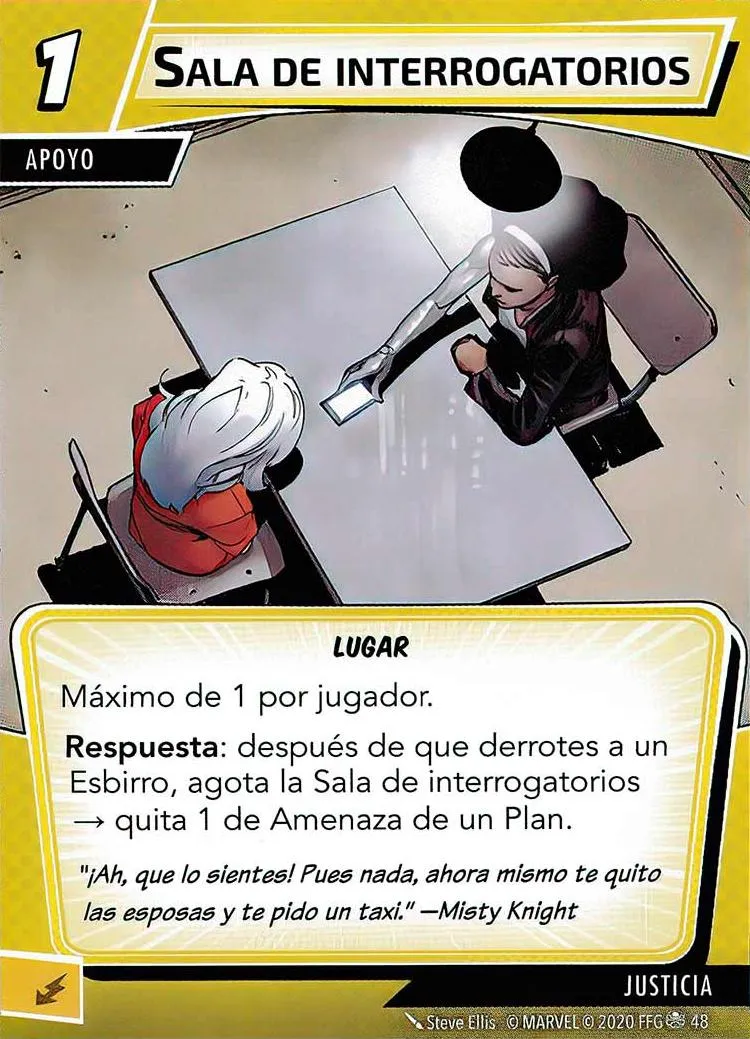 1
SALA DE INTERROGATORIOS
APOYO
LUGAR
Máximo de 1 por jugador.
Respuesta: después de que derrotes a un
Esbirro, agota la Sala de interrogatorios
→ quita 1 de Amenaza de un Plan.
"¡Ah, que lo sientes! Pues nada, ahora mismo te quito
las esposas y te pido un taxi." —Misty Knight
JUSTICIA
Steve Ellis © MARVEL © 2020 FFG 48